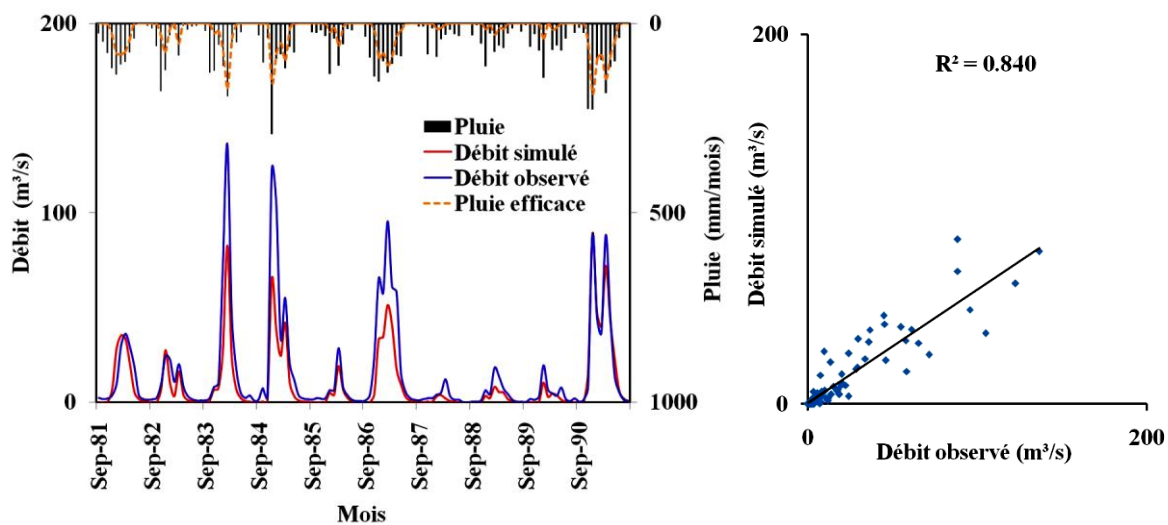 200
100
0
Débit (m³/s)
Pluie
Débit simulé
Débit observé
Pluie efficace
0
500
1000
Pluie (mm/mois)
Sep-81
Sep-82
Sep-83
Sep-84
Sep-85
Sep-86
Sep-87
Sep-88
Sep-89
Sep-90
Mois
200
R² = 0.840
Débit simulé (m³/s)
0
0
200
Débit observé (m³/s)